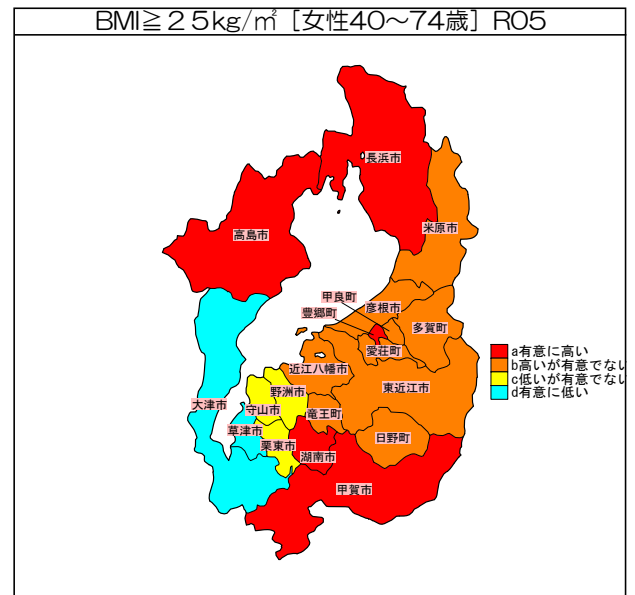 BMI≧２５kg/㎡［女性40～74歳］R05
長浜市
米原市
高島市
甲良町
豊郷町
彦根市
多賀町
愛荘町
近江八幡市
東近江市
野洲市
大津市
守山市
竜王町
草津市
日野町
栗東市
湖南市
甲賀市
a有意に高い
b高いが有意でない
c低いが有意でない
d有意に低い